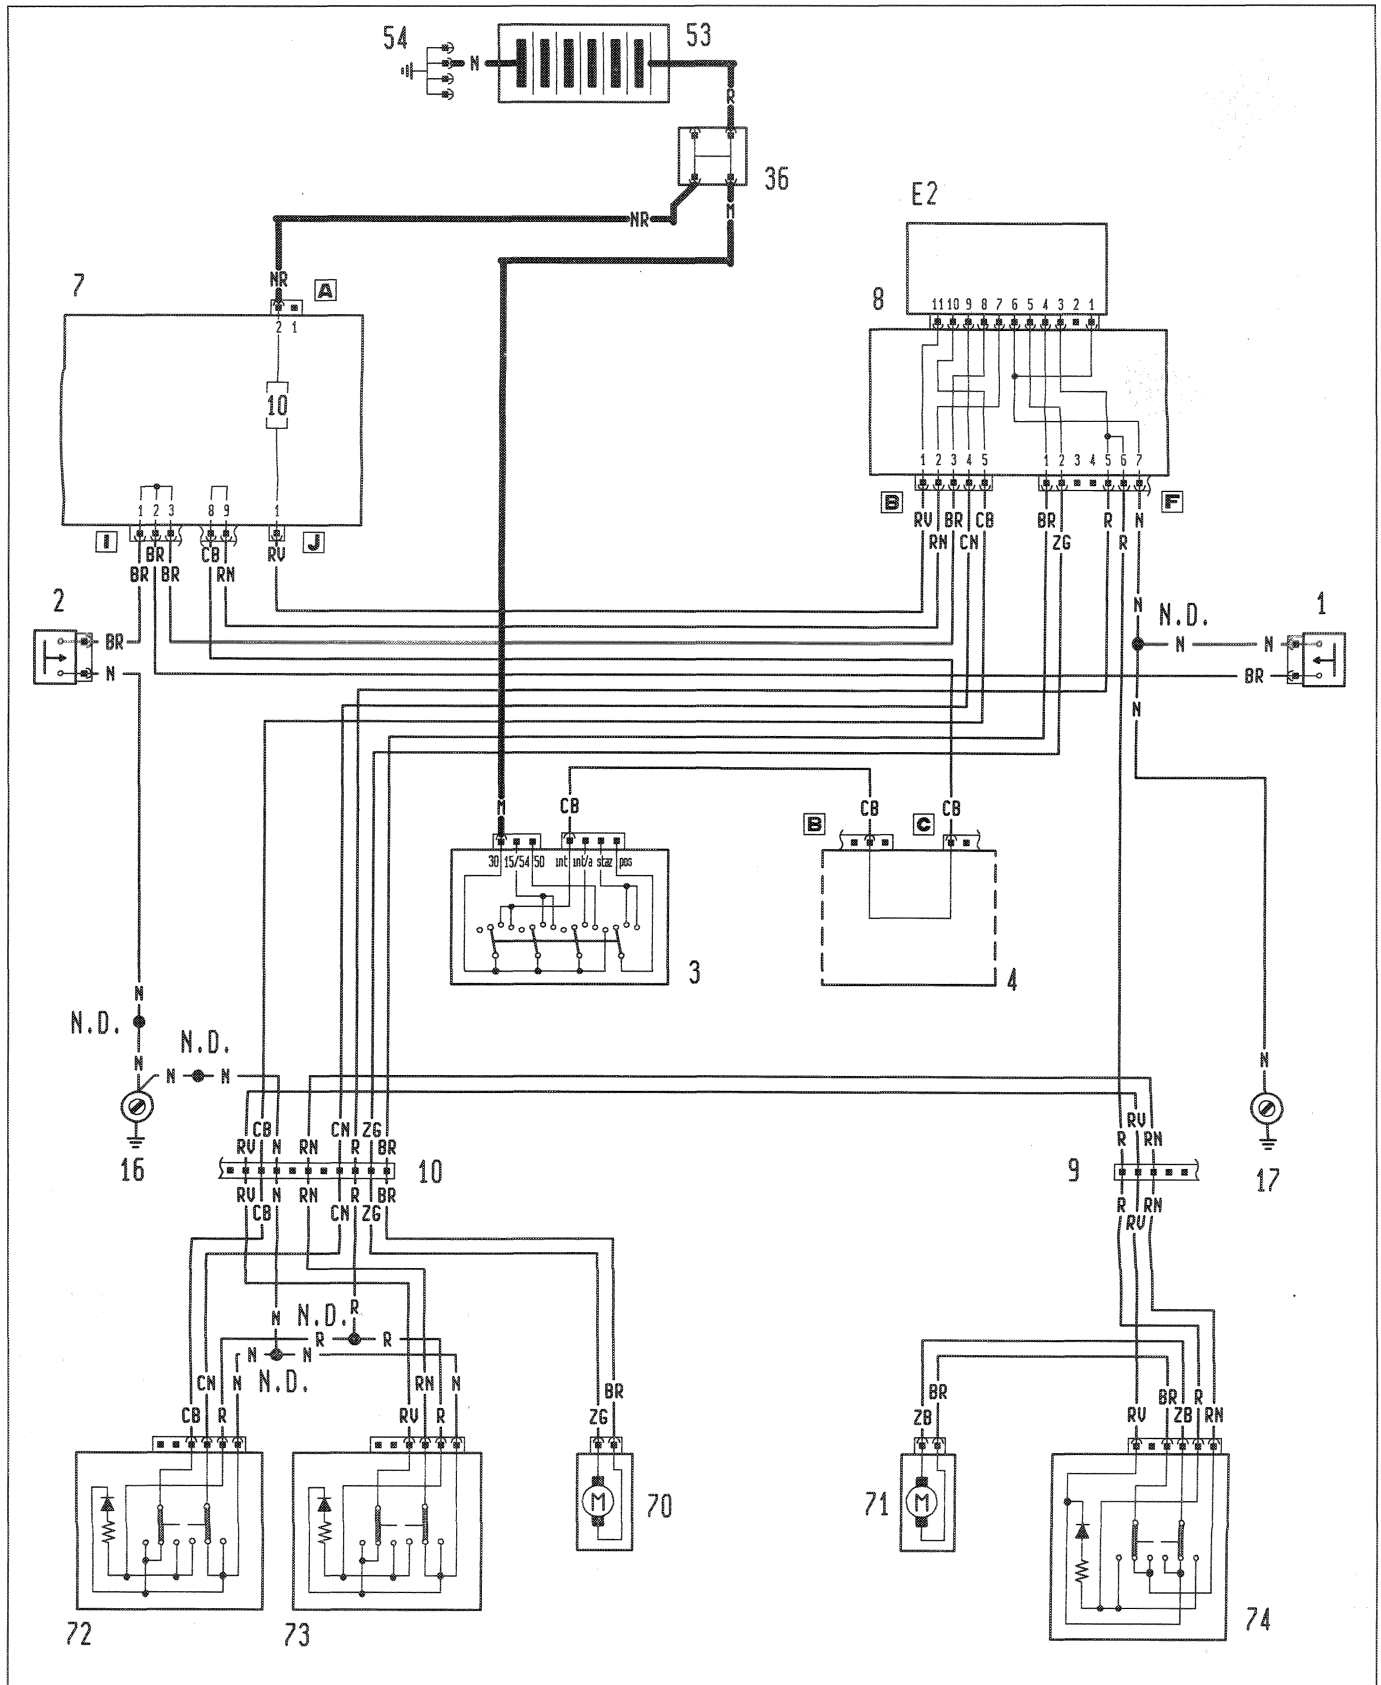 54
53
N
R
36
E2
M
NR
NR
7
A
8
11 10 9 8 7 6 5 4 3 2 1
2 1
10
1 2 3 4 5
1 2 3 4 5 6 7
1 2 3
8 9
1
B
F
RV BR CB
BR R N
I
BR
CB
RV
J
RN CN
ZG R
BR BR
RN
2
N
N.D.
1
BR
N
N
N
BR
N
M
CB
CB
CB
B
C
30 15/54 50
int int/a staz pos
3
4
N
N.D.
N.D.
N
N
N
N
CB
CN ZG
RV
RV N
RN
R BR
R RN
16
10
9
17
RV N
RN
R BR
R RN
CB
CN ZG
RV
N
N.D.
R
R
R
N
N
N.D.
CN
N
RN
N
BR
BR
BR R
CB
R
RV
R
ZG
ZB
RV
ZB RN
M
70
71
M
72
73
74